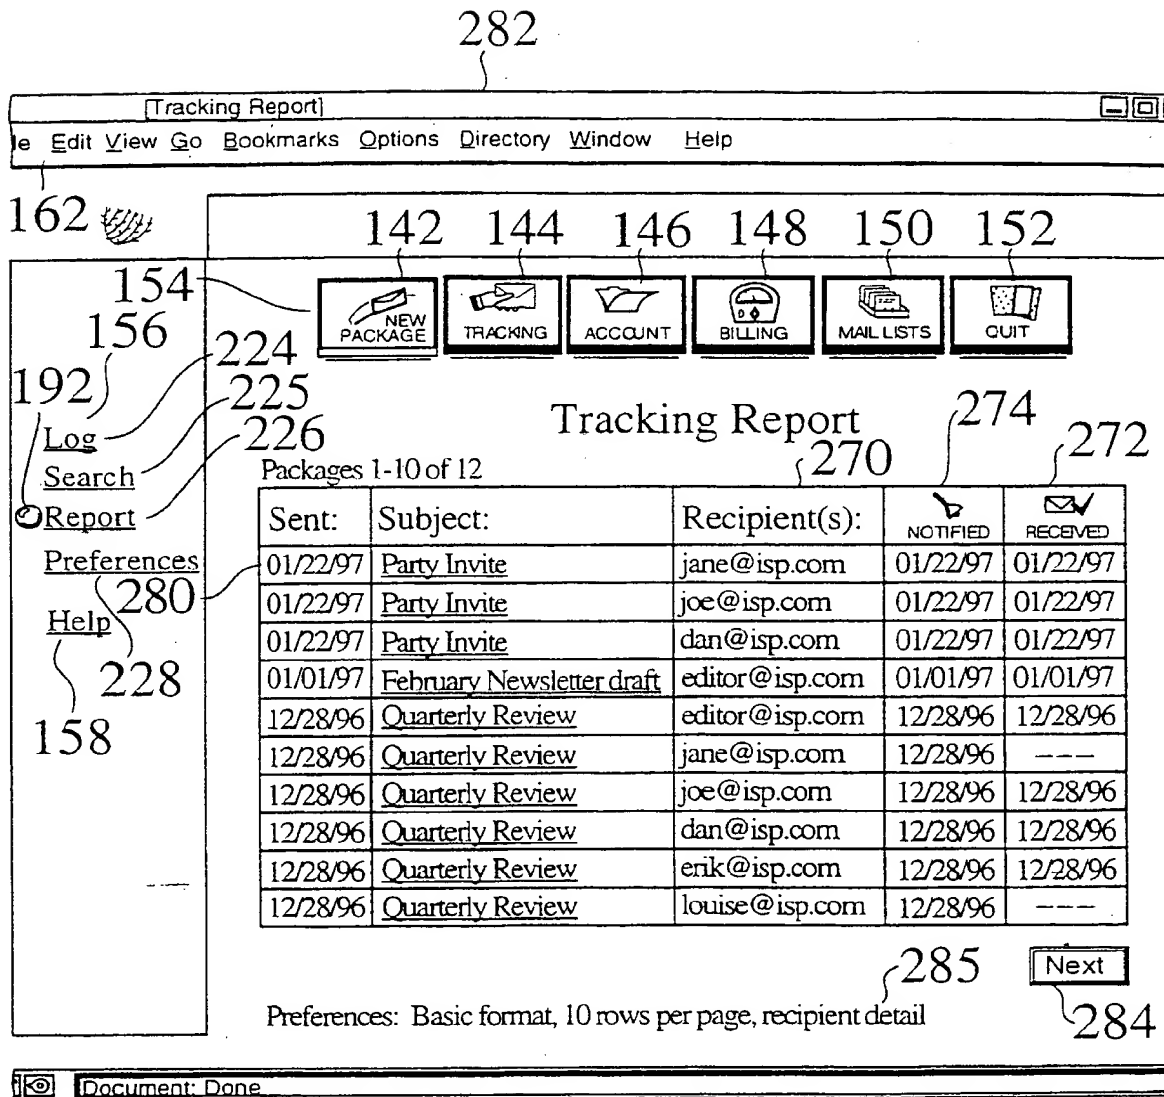 282
[Tracking Report]
le Edit View Go Bookmarks Options Directory Window Help
162
142 144 146 148 150 152
154
NEW PACKAGE
TRACKING
ACCOUNT
BILLING
MAIL LISTS
QUIT
156
224
192
225
Log
226
Search
Report
Preferences
280
Help
228
158
Tracking Report
274
272
270
Packages 1-10 of 12
Sent: Subject: Recipient(s): NOTIFIED RECEIVED
01/22/97 Party Invite jane@isp.com 01/22/97 01/22/97
01/22/97 Party Invite joe@isp.com 01/22/97 01/22/97
01/22/97 Party Invite dan@isp.com 01/22/97 01/22/97
01/01/97 February Newsletter draft editor@isp.com 01/01/97 01/01/97
12/28/96 Quarterly Review editor@isp.com 12/28/96 12/28/96
12/28/96 Quarterly Review jane@isp.com 12/28/96 ---
12/28/96 Quarterly Review joe@isp.com 12/28/96 12/28/96
12/28/96 Quarterly Review dan@isp.com 12/28/96 12/28/96
12/28/96 Quarterly Review erik@isp.com 12/28/96 12/28/96
12/28/96 Quarterly Review louise@isp.com 12/28/96 ---
285
Next
Preferences: Basic format, 10 rows per page, recipient detail
284
Document: Done